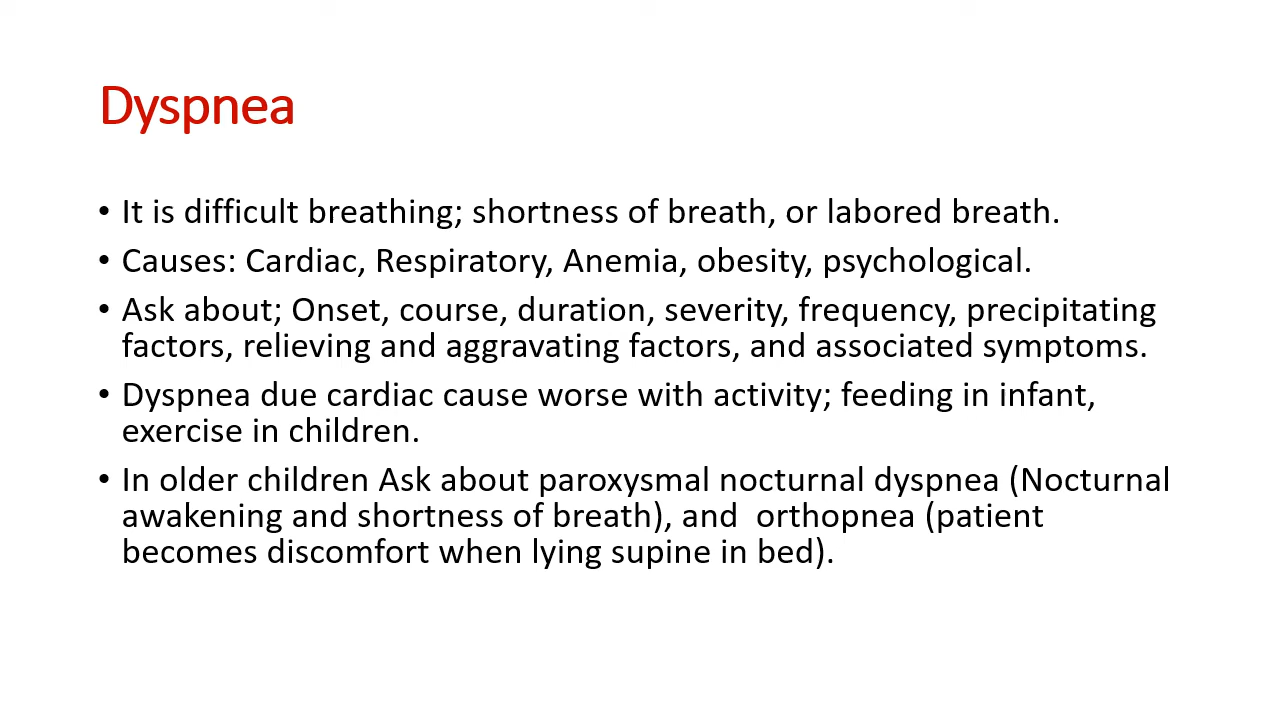 Dyspnea
• It is difficult breathing; shortness of breath, or labored breath.
• Causes: Cardiac, Respiratory, Anemia, obesity, psychological.
• Ask about; Onset, course, duration, severity, frequency, precipitating
factors, relieving and aggravating factors, and associated symptoms.
• Dyspnea due cardiac cause worse with activity; feeding in infant,
exercise in children.
• In older children Ask about paroxysmal nocturnal dyspnea (Nocturnal
awakening and shortness of breath), and  orthopnea (patient
becomes discomfort when lying supine in bed).